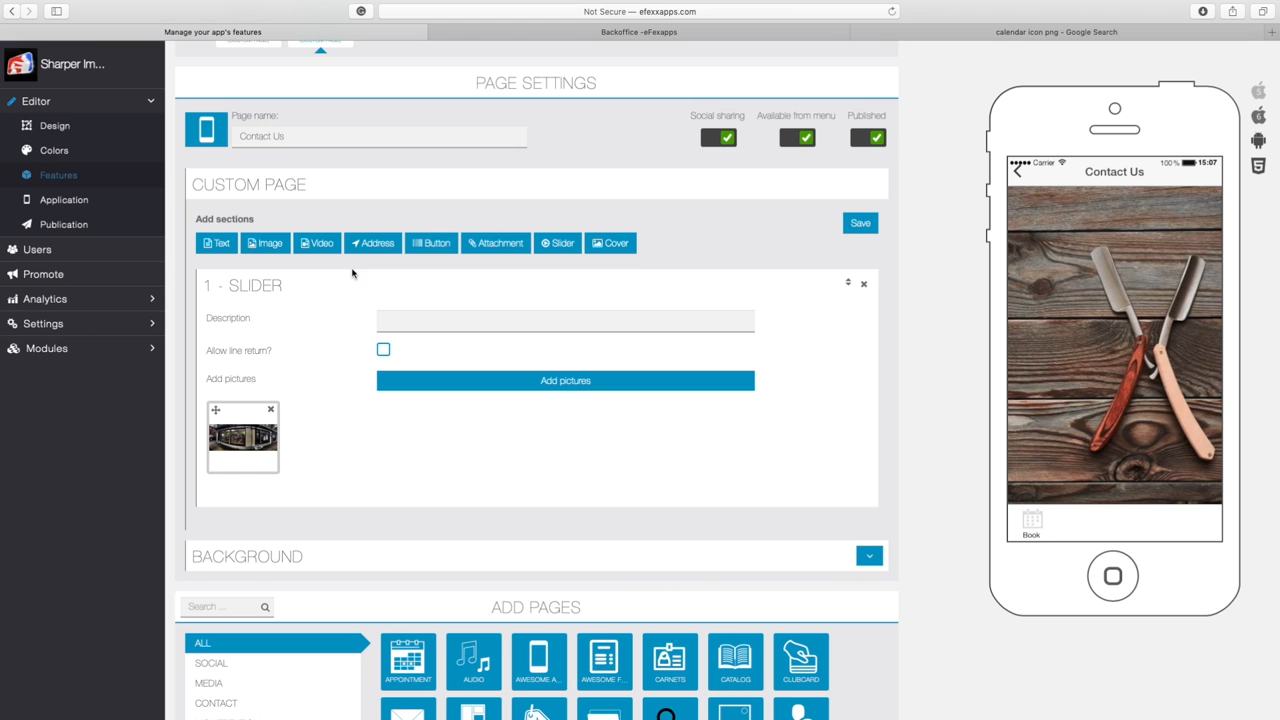 Not Secure — efexxapps.com
Manage your app's features
Backoffice -eFexapps
calendar icon png - Google Search
Sharper Im...
Editor
Design
Colors
Features
Application
Publication
Users
Promote
Analytics
Settings
Modules
PAGE SETTINGS
Page name:
Contact Us
Social sharing
Available from menu
Published
CUSTOM PAGE
Add sections
Save
Text
Image
Video
Address
Button
Attachment
Slider
Cover
1 - SLIDER
Description
Allow line return?
Add pictures
Add pictures
BACKGROUND
Search ...
ADD PAGES
ALL
SOCIAL
MEDIA
CONTACT
APPOINTMENT
AUDIO
AWESOME A...
AWESOME F...
CARNETS
CATALOG
CLUBCARD
Carrier
100 %
15:07
Contact Us
Book